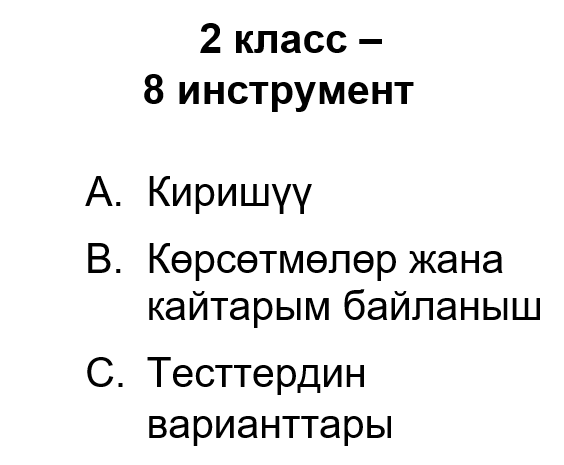 2 класс –
8 инструмент
A. Киришүү
B. Көрсөтмөлөр жана
кайтарым байланыш
C. Тесттердин
варианттары